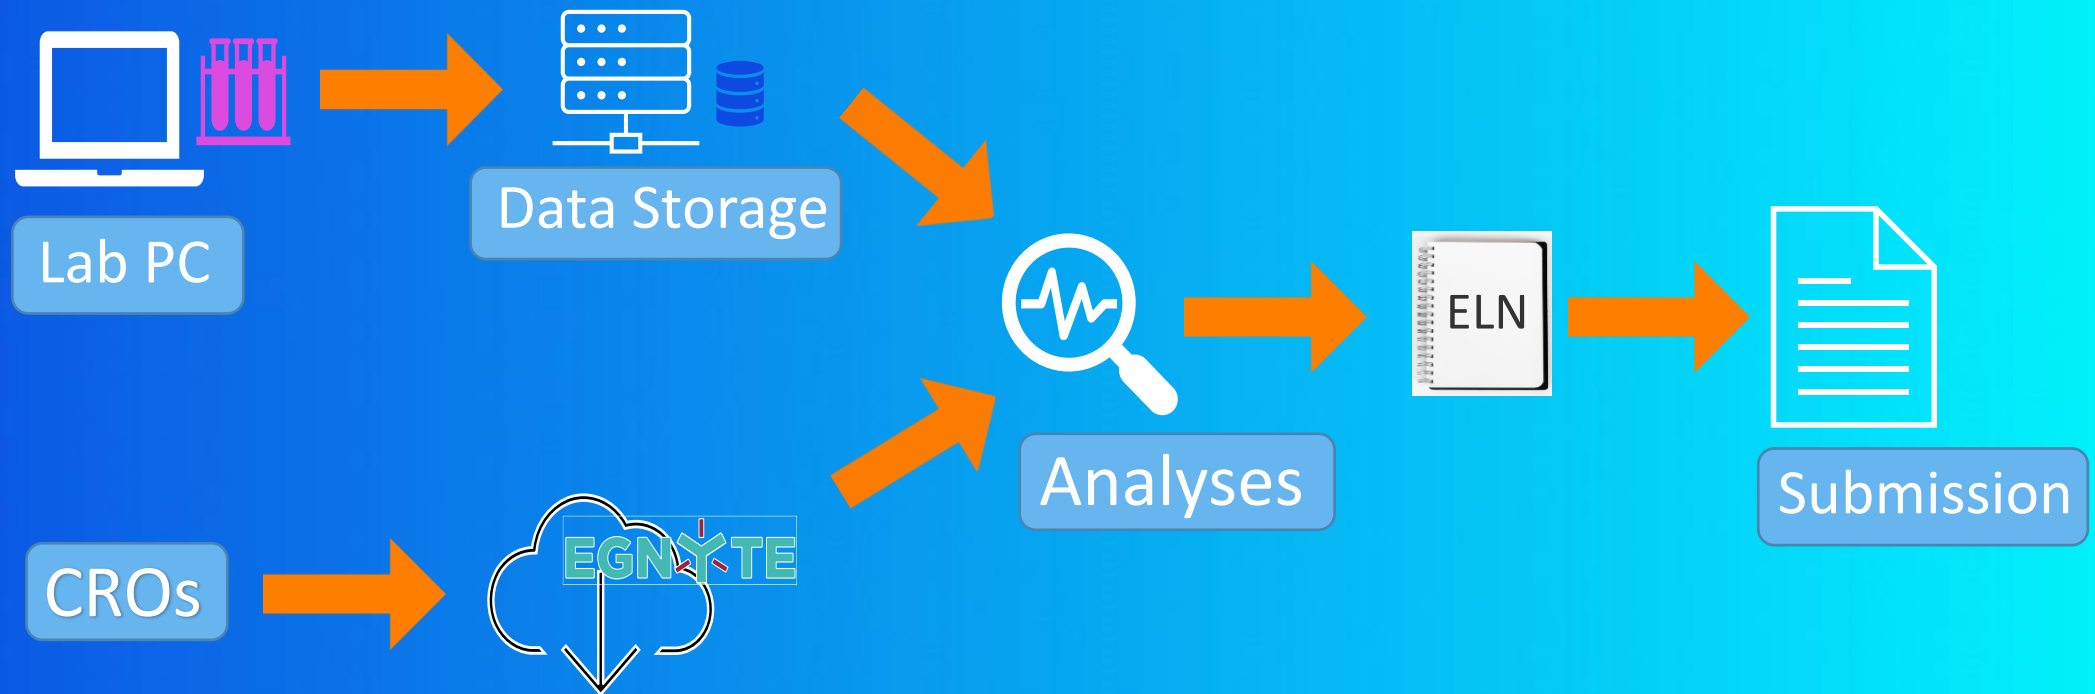 Lab PC
Data Storage
CROs
EGNYTE
Analyses
ELN
Submission